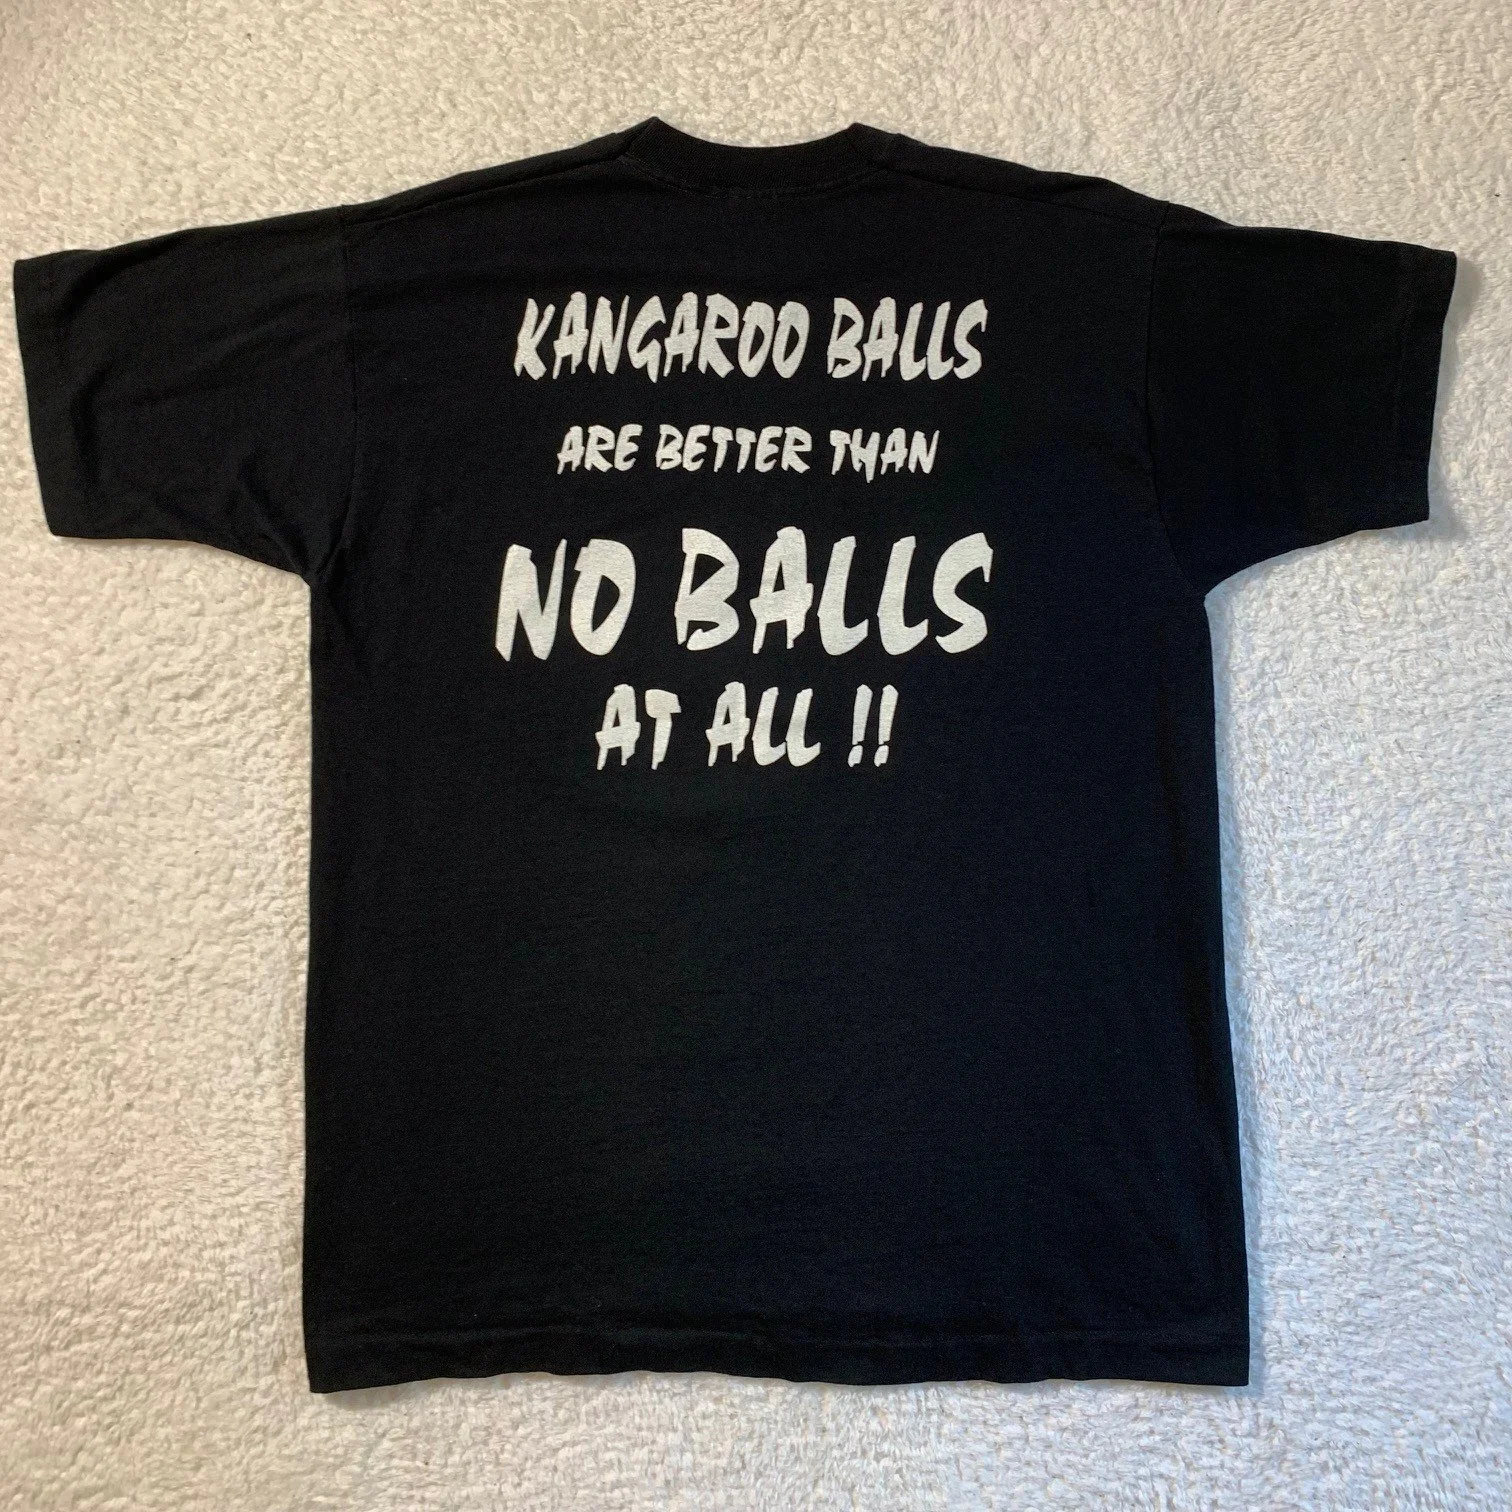 KANGAROO BALLS
ARE BETTER THAN
NO BALLS
AT ALL !!